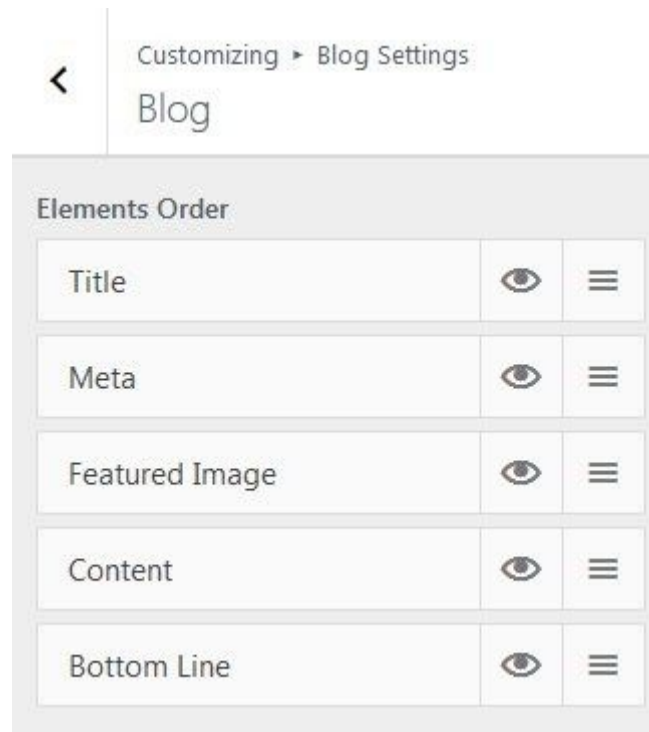 Customizing ▸ Blog Settings
Blog
Elements Order
Title
Meta
Featured Image
Content
Bottom Line